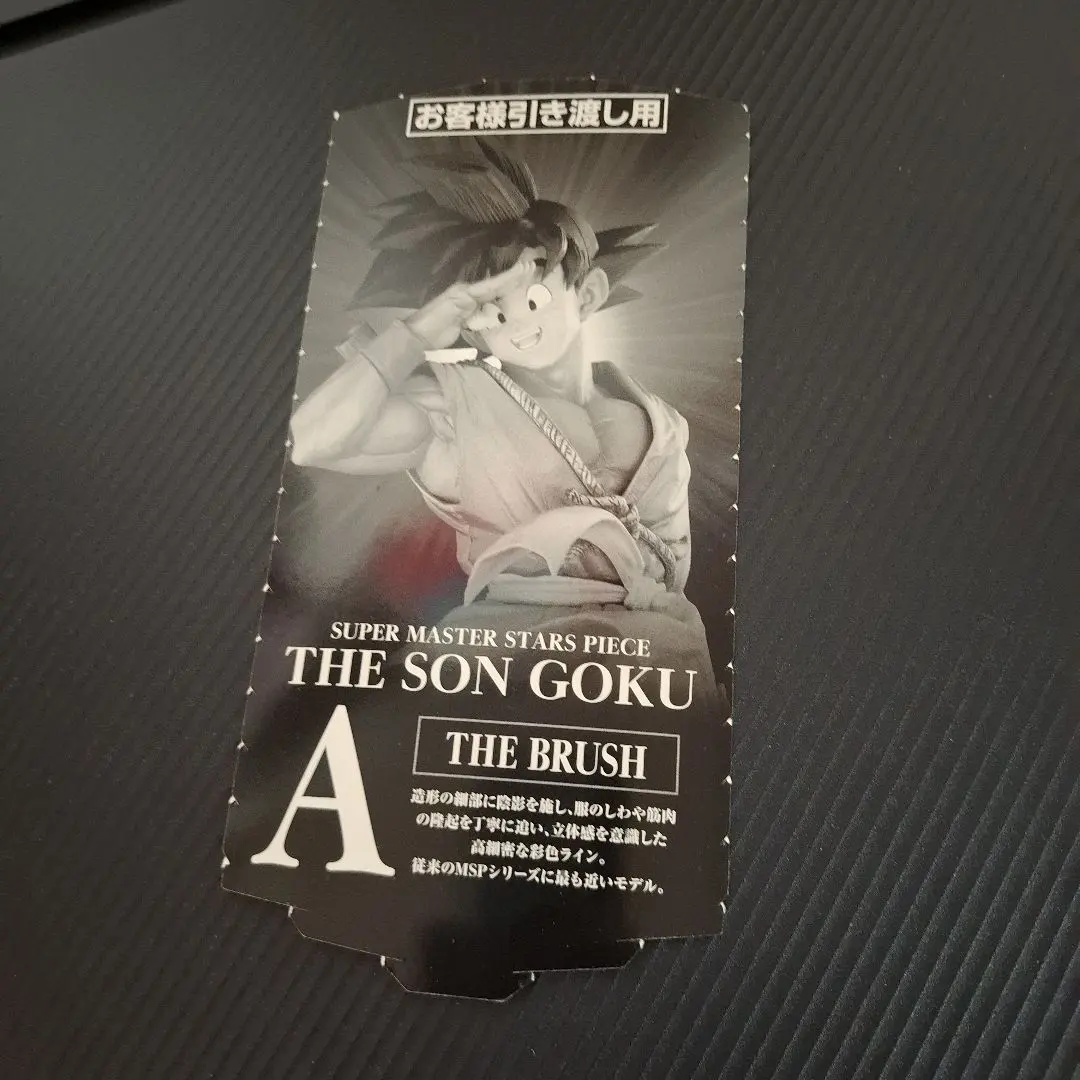 お客様引き渡し用
SUPER MASTER STARS PIECE
THE SON GOKU
A
THE BRUSH
造形の細部に陰影を施し、服のしわや筋肉
の隆起を丁寧に追い、立体感を意識した
高細密な彩色ライン。
従来のMSPシリーズに最も近いモデル。